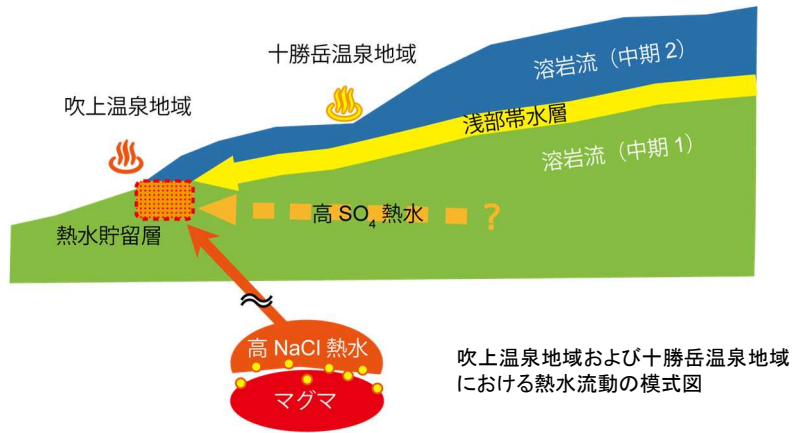 十勝岳温泉地域
溶岩流（中期 2）
吹上温泉地域
浅部帯水層
溶岩流（中期 1）
高 SO₄ 熱水
?
熱水貯留層
高 NaCl 熱水
マグマ
吹上温泉地域および十勝岳温泉地域
における熱水流動の模式図